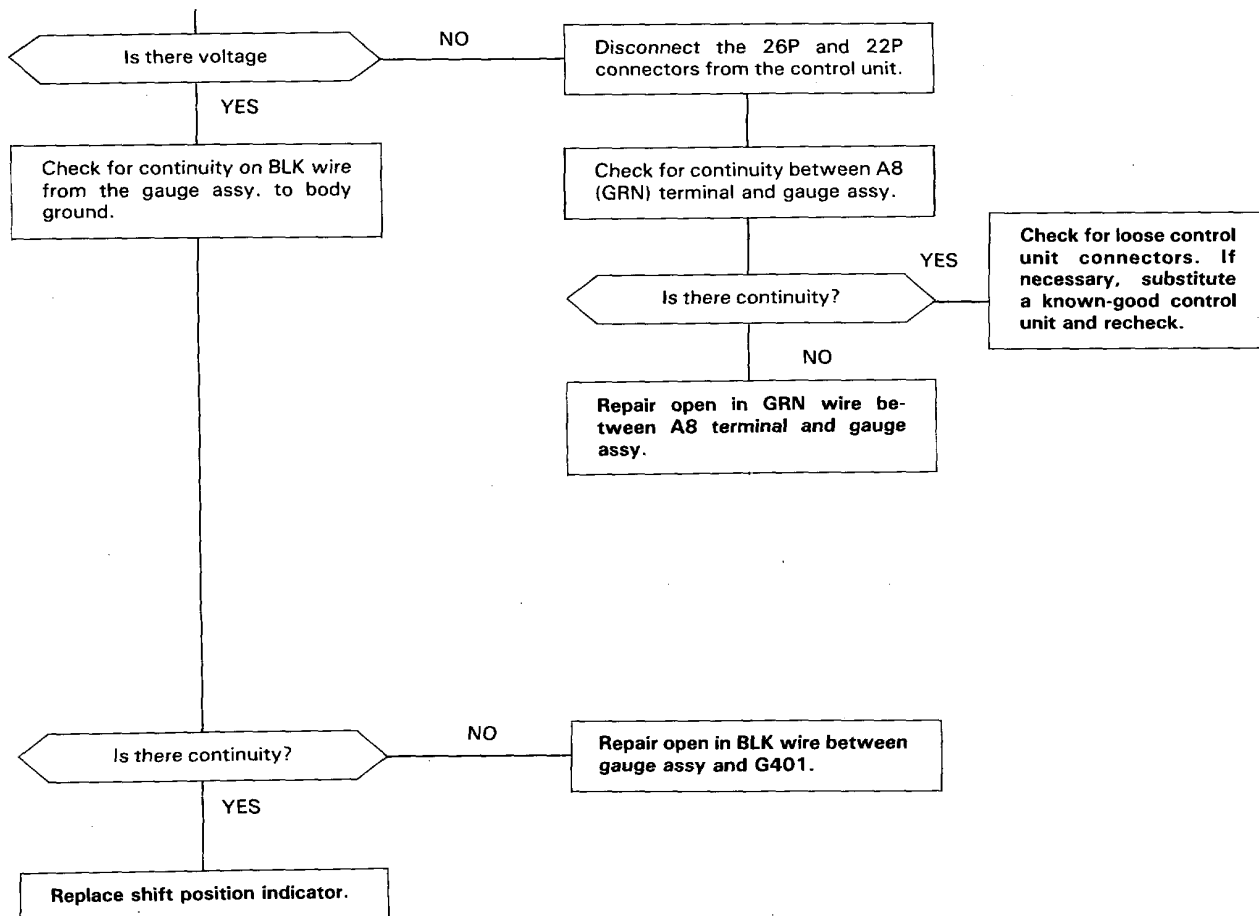 Is there voltage
NO
Disconnect the 26P and 22P
connectors from the control unit.
YES
Check for continuity on BLK wire
from the gauge assy. to body
ground.
Check for continuity between A8
(GRN) terminal and gauge assy.
Is there continuity?
YES
Check for loose control
unit connectors. If
necessary, substitute
a known-good control
unit and recheck.
NO
Repair open in GRN wire be-
tween A8 terminal and gauge
assy.
Is there continuity?
NO
Repair open in BLK wire between
gauge assy and G401.
YES
Replace shift position indicator.